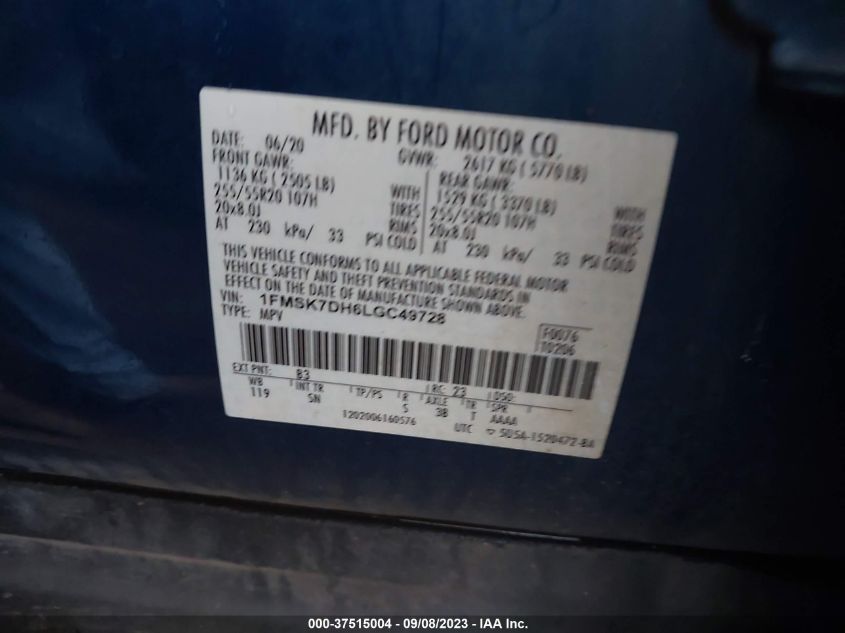 MFD. BY FORD MOTOR CO.
DATE: 06/20 GVWR: 2617 KG ( 5770 LB)
FRONT GAWR: REAR GAWR:
1136 KG ( 2505 LB) WITH 1529 KG ( 3370 LB) WITH
255/55R20 107H TIRES 255/55R20 107H TIRES
20x8.0J RIMS 20x8.0J RIMS
AT 230 kPa/ 33 PSI COLD AT 230 kPa/ 33 PSI COLD
THIS VEHICLE CONFORMS TO ALL APPLICABLE FEDERAL MOTOR
VEHICLE SAFETY AND THEFT PREVENTION STANDARDS IN
EFFECT ON THE DATE OF MANUFACTURE SHOWN ABOVE.
VIN: 1FMSK7DH6LGC49728
TYPE: MPV
F0076
T0206
EXT PNT: B3 RC: 23 DSO:
WB INT TR TP/PS R AXLE TR SPR
119 SN S 3B T AAAA
1202006160576 UTC 5U5A-1520472-BA
000-37515004 - 09/08/2023 - IAA Inc.